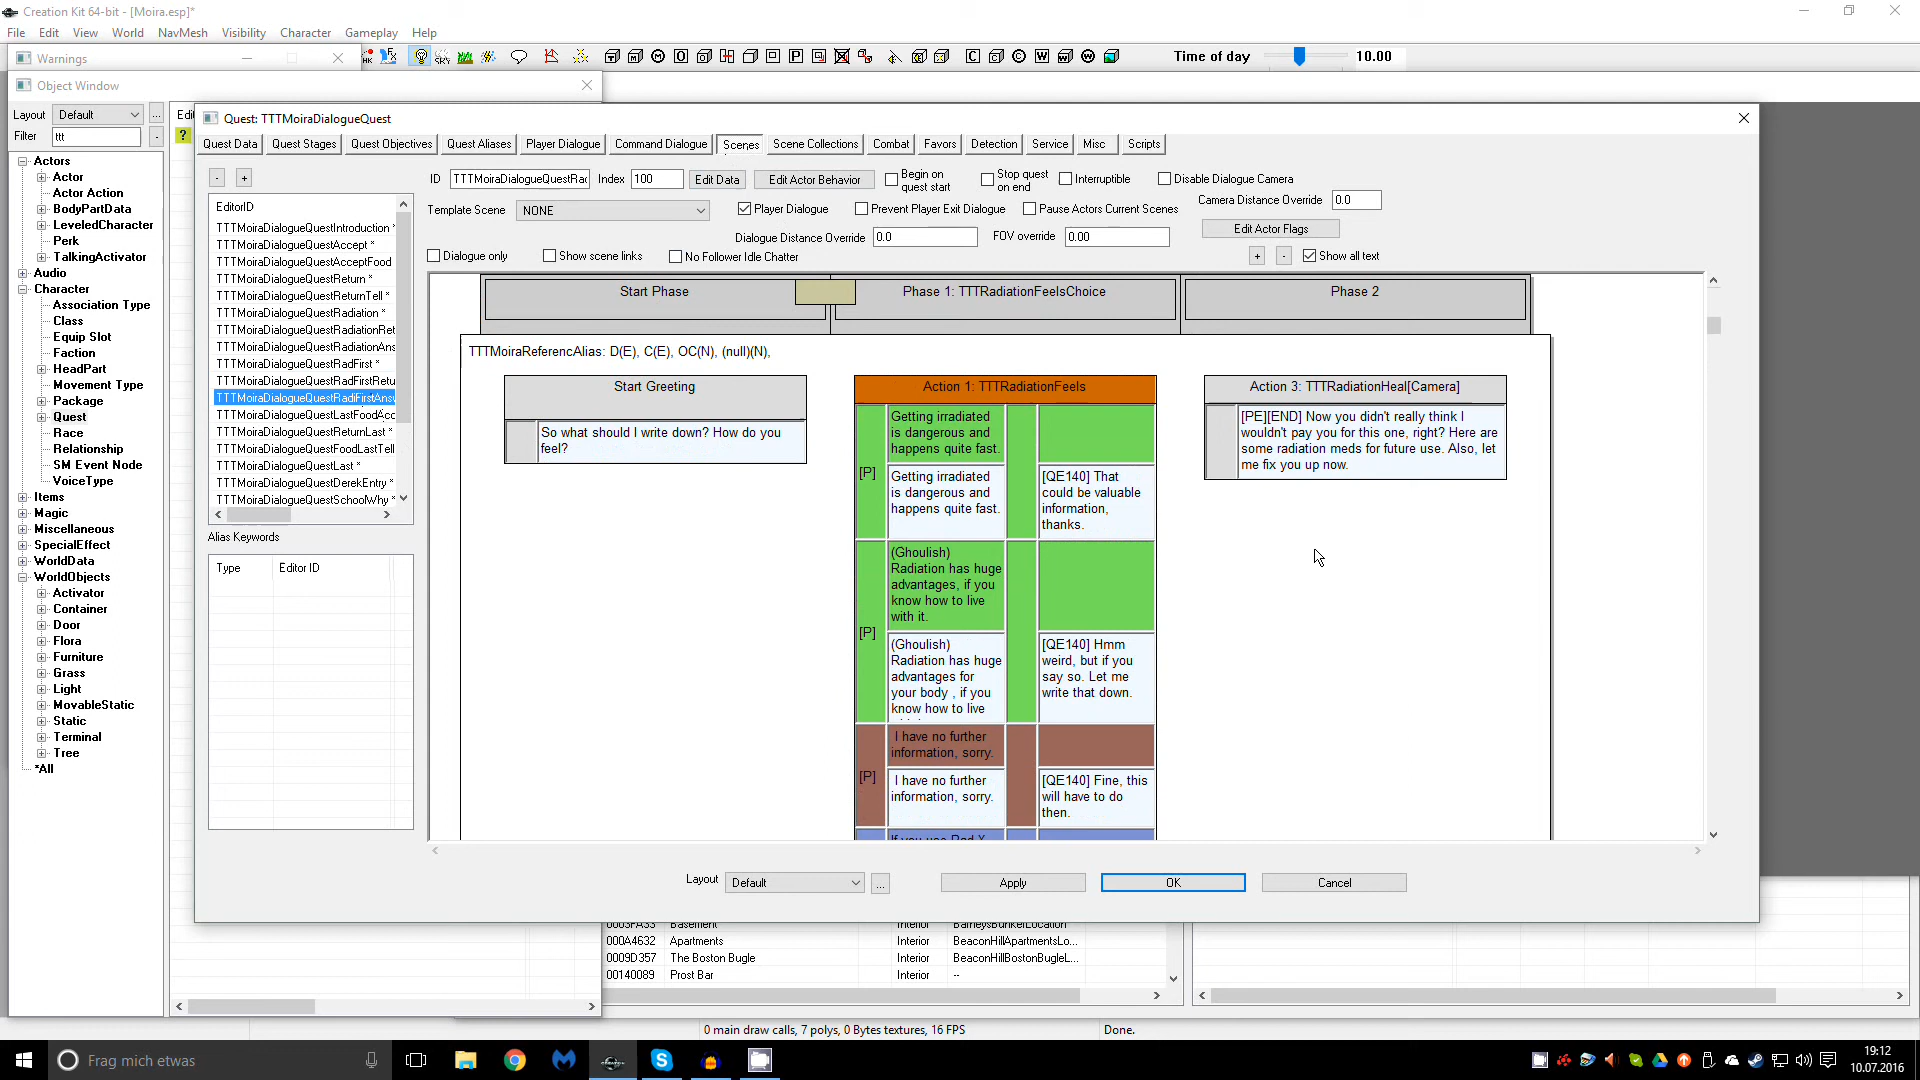 Creation Kit 64-bit - [Moira.esp]*
File Edit View World NavMesh Visibility Character Gameplay Help
Warnings
Time of day 10.00
Object Window
Layout Default ...
Filter ttt -
Actors
Actor
Actor Action
BodyPartData
LeveledCharacter
Perk
TalkingActivator
Audio
Character
Association Type
Class
Equip Slot
Faction
HeadPart
Movement Type
Package
Quest
Race
Relationship
SM Event Node
VoiceType
Items
Magic
Miscellaneous
SpecialEffect
WorldData
WorldObjects
Activator
Container
Door
Flora
Furniture
Grass
Light
MovableStatic
Static
Terminal
Tree
*All
Quest: TTTMoiraDialogueQuest
Quest Data Quest Stages Quest Objectives Quest Aliases Player Dialogue Command Dialogue Scenes Scene Collections Combat Favors Detection Service Misc Scripts
- +
EditorID
TTTMoiraDialogueQuestIntroduction *
TTTMoiraDialogueQuestAccept *
TTTMoiraDialogueQuestAcceptFood
TTTMoiraDialogueQuestReturn *
TTTMoiraDialogueQuestReturnTell *
TTTMoiraDialogueQuestRadiation *
TTTMoiraDialogueQuestRadiationRet
TTTMoiraDialogueQuestRadiationAns
TTTMoiraDialogueQuestRadFirst *
TTTMoiraDialogueQuestRadFirstRetu
TTTMoiraDialogueQuestRadiFirstAnsv
TTTMoiraDialogueQuestLastFoodAcc
TTTMoiraDialogueQuestReturnLast *
TTTMoiraDialogueQuestFoodLastTell
TTTMoiraDialogueQuestLast *
TTTMoiraDialogueQuestDerekEntry *
TTTMoiraDialogueQuestSchoolWhy *
Alias Keywords
Type Editor ID
ID TTTMoiraDialogueQuestRad Index 100 Edit Data Edit Actor Behavior Begin on quest start Stop quest on end Interruptible Disable Dialogue Camera
Template Scene NONE Player Dialogue Prevent Player Exit Dialogue Pause Actors Current Scenes Camera Distance Override 0.0
Dialogue Distance Override 0.0 FOV override 0.00 Edit Actor Flags
Dialogue only Show scene links No Follower Idle Chatter + - Show all text
Start Phase Phase 1: TTTRadiationFeelsChoice Phase 2
TTTMoiraReferencAlias: D(E), C(E), OC(N), (null)(N),
Start Greeting
So what should I write down? How do you
feel?
Action 1: TTTRadiationFeels
[P]
Getting irradiated
is dangerous and
happens quite fast.
Getting irradiated
is dangerous and
happens quite fast.
[QE140] That
could be valuable
information,
thanks.
[P]
(Ghoulish)
Radiation has huge
advantages, if you
know how to live
with it.
(Ghoulish)
Radiation has huge
advantages for
your body , if you
know how to live
[QE140] Hmm
weird, but if you
say so. Let me
write that down.
[P]
I have no further
information, sorry.
I have no further
information, sorry.
[QE140] Fine, this
will have to do
then.
If you use Rad X
Action 3: TTTRadiationHeal[Camera]
[PE][END] Now you didn't really think I
wouldn't pay you for this one, right? Here are
some radiation meds for future use. Also, let
me fix you up now.
Layout Default ... Apply OK Cancel
0003FA33 Basement Interior BarneysBunkerLocation
000A4632 Apartments Interior BeaconHillApartmentsLo...
0009D357 The Boston Bugle Interior BeaconHillBostonBugleL...
00140089 Prost Bar Interior --
0 main draw calls, 7 polys, 0 Bytes textures, 16 FPS Done.
Frag mich etwas
19:12
10.07.2016